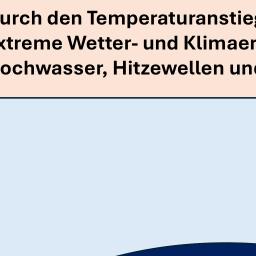 urch den Temperaturanstieg
xtreme Wetter- und Klimaer
ochwasser, Hitzewellen und